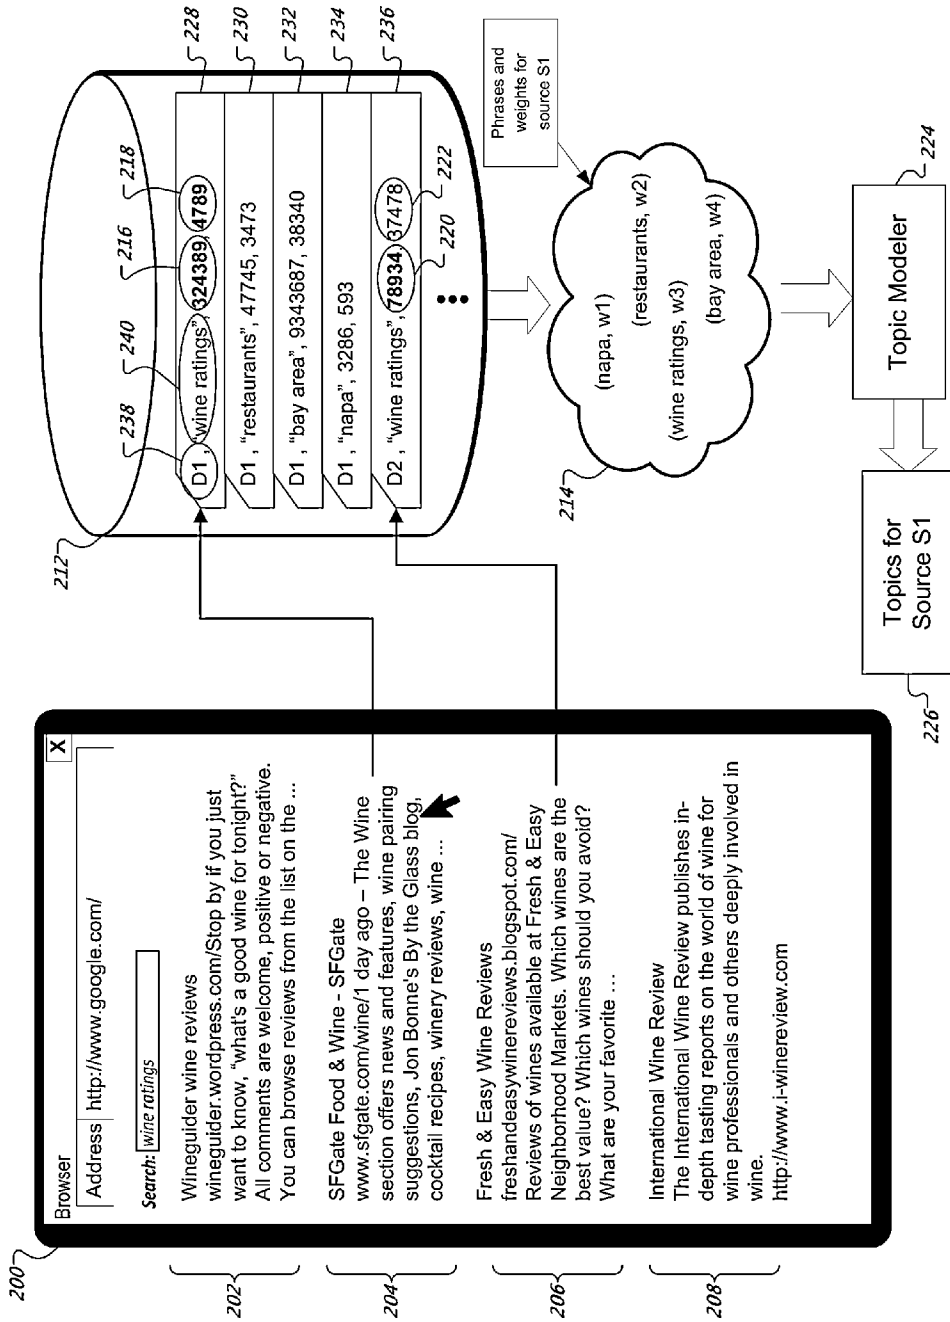 200
Browser
X
Address http://www.google.com/
Search: wine ratings
202
Wineguider wine reviews
wineguider.wordpress.com/Stop by if you just
want to know, “what’s a good wine for tonight?”
All comments are welcome, positive or negative.
You can browse reviews from the list on the ...
204
SFGate Food & Wine - SFGate
www.sfgate.com/wine/1 day ago – The Wine
section offers news and features, wine pairing
suggestions, Jon Bonne's By the Glass blog,
cocktail recipes, winery reviews, wine ...
206
Fresh & Easy Wine Reviews
freshandeasywinereviews.blogspot.com/
Reviews of wines available at Fresh & Easy
Neighborhood Markets. Which wines are the
best value? Which wines should you avoid?
What are your favorite ...
208
International Wine Review
The International Wine Review publishes in-
depth tasting reports on the world of wine for
wine professionals and others deeply involved in
wine.
http://www.i-winereview.com
212
238
240
216
218
D1 , “wine ratings”, 324389, 4789
228
D1 , “restaurants”, 47745, 3473
230
D1 , “bay area”, 9343687, 38340
232
D1 , “napa”, 3286, 593
234
D2 , “wine ratings”, 78934, 37478
236
220
222
214
Phrases and
weights for
source S1
(napa, w1)
(restaurants, w2)
(wine ratings, w3)
(bay area, w4)
Topic Modeler
224
Topics for
Source S1
226